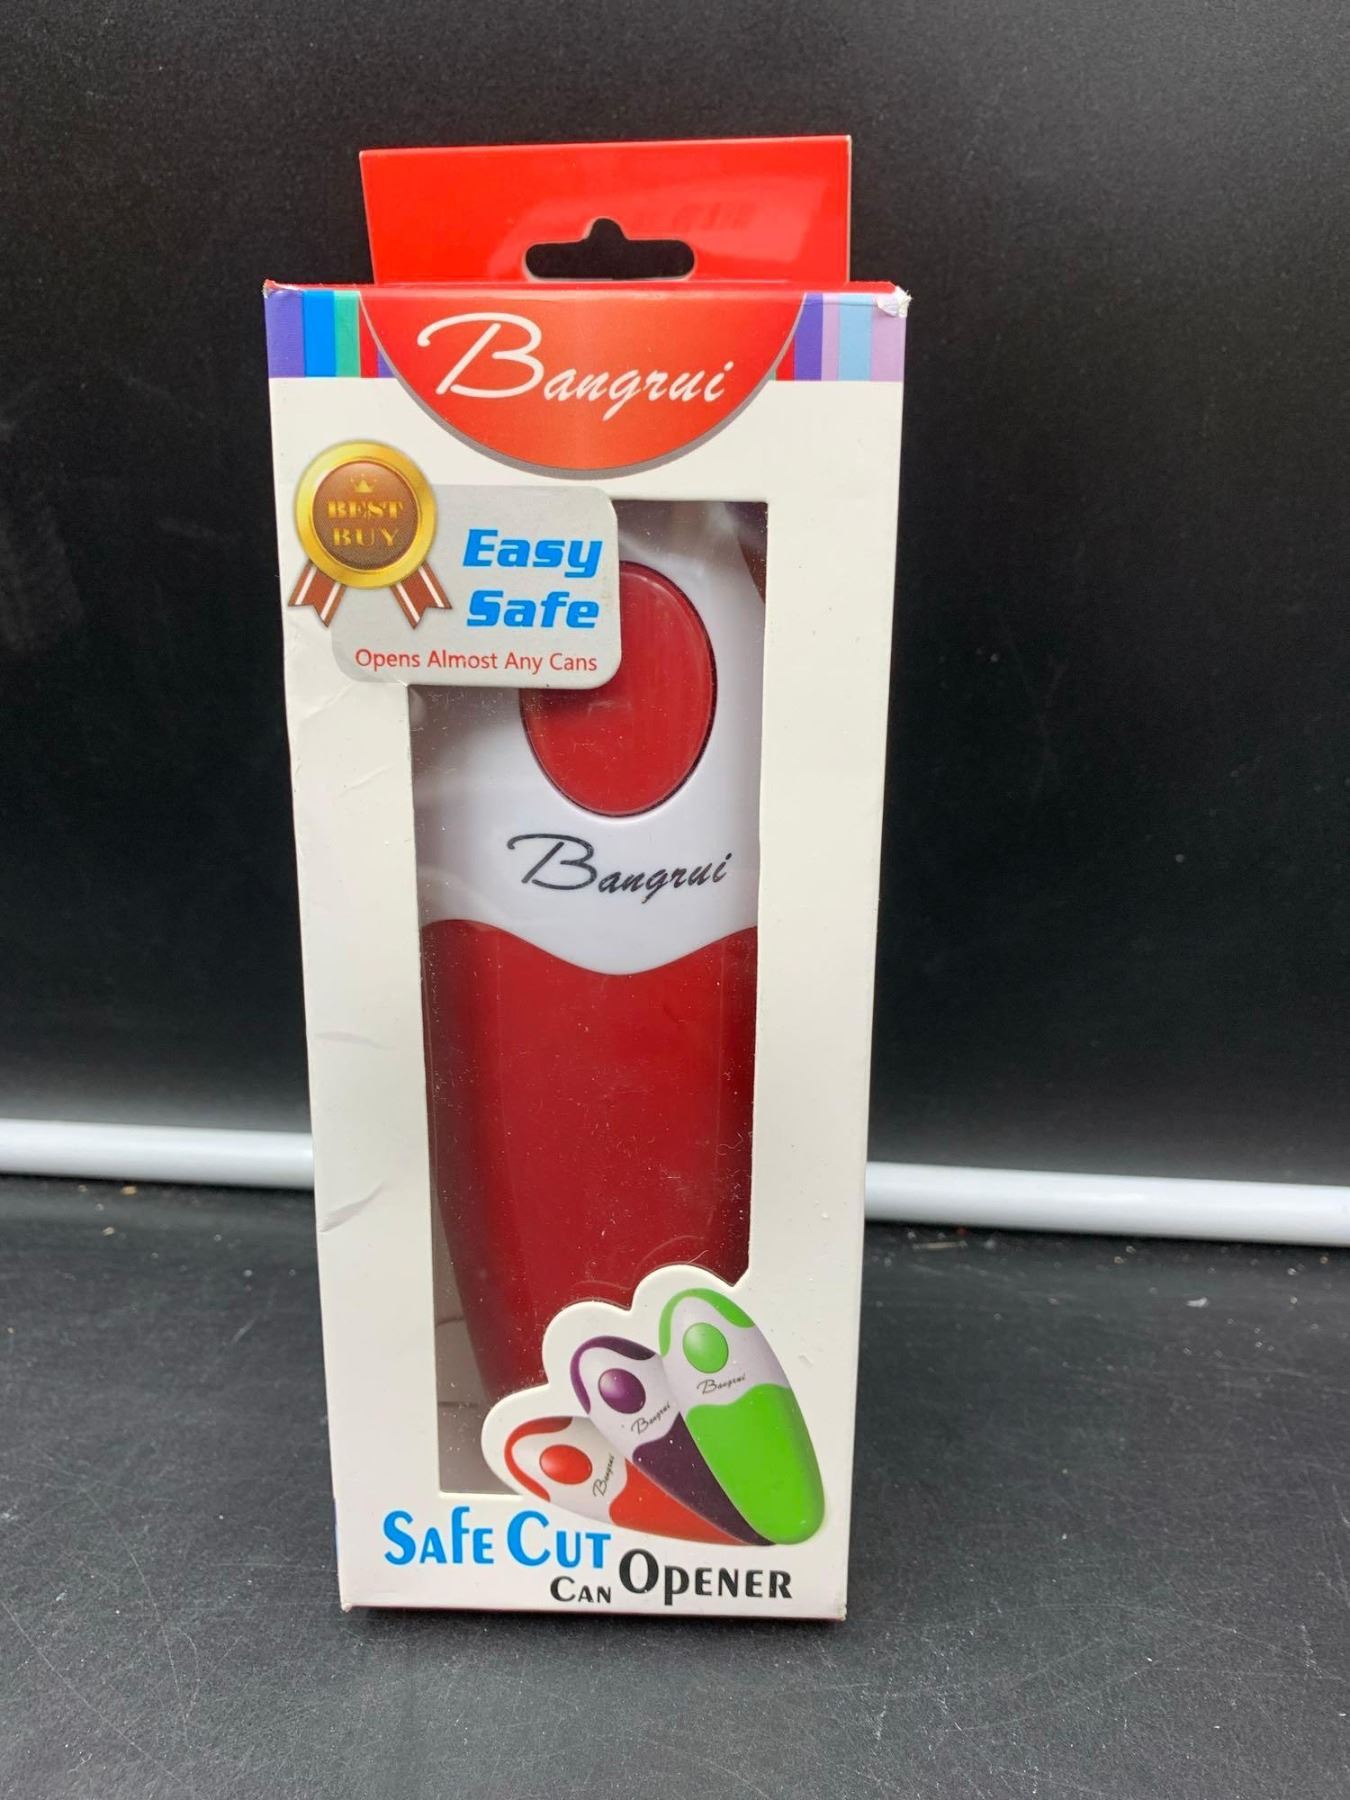 Bangrui
BEST
BUY
Easy
Safe
Opens Almost Any Cans
Bangrui
Bangrui
Bangrui
Bangrui
SAfE CUT
CAN OpENER